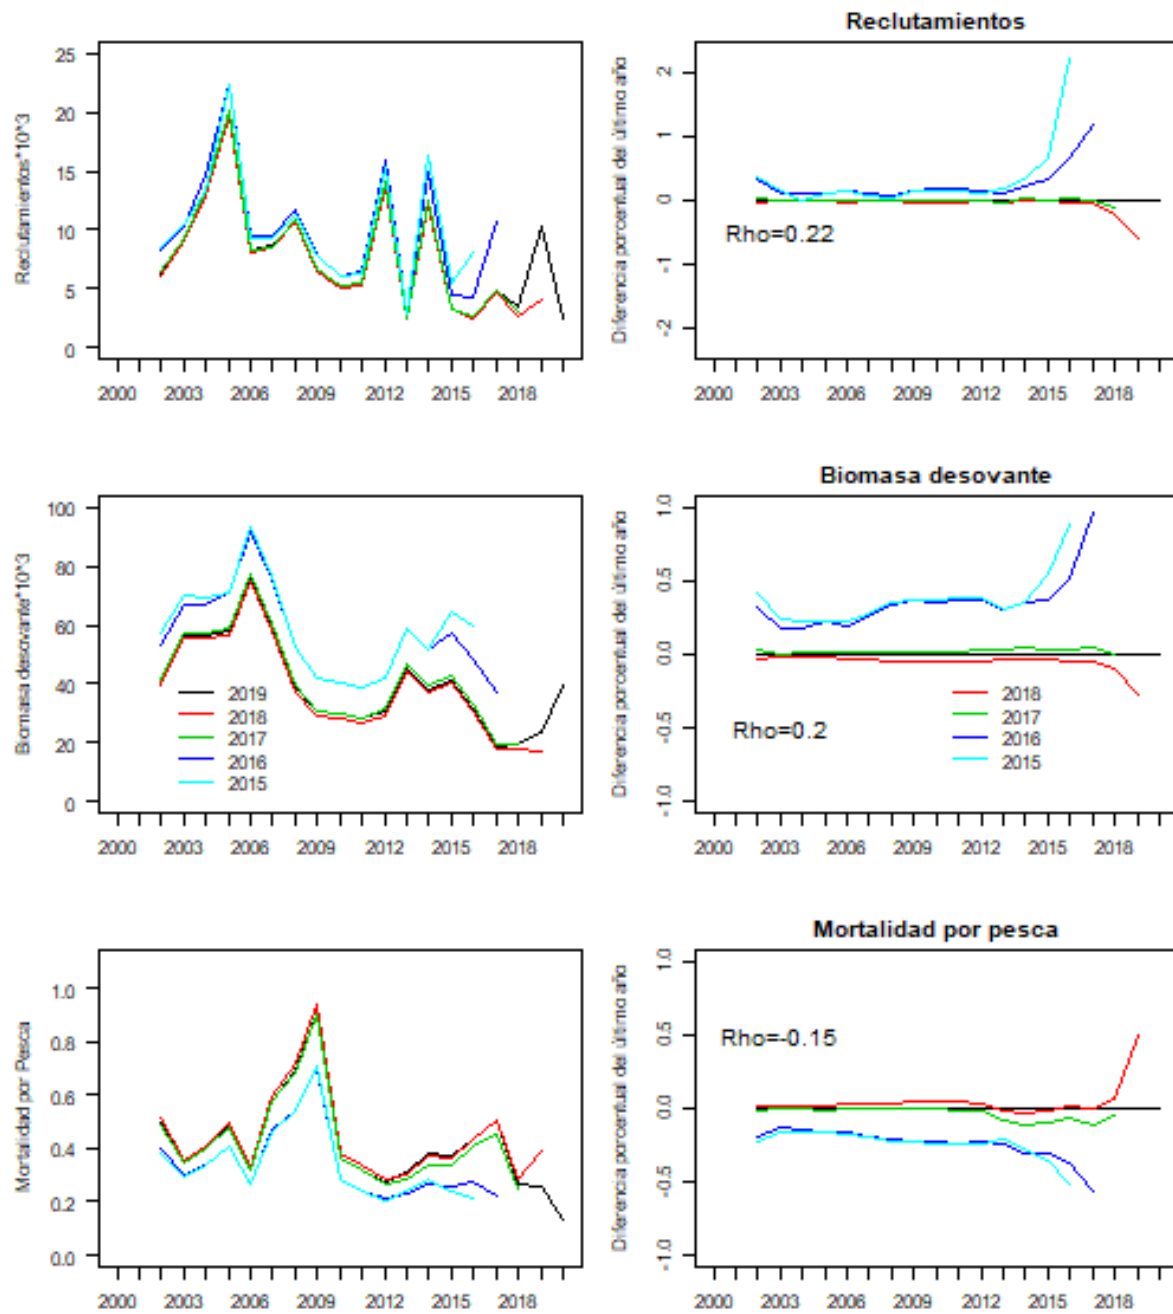 Reclutamientos
Reclutamientos*10^3
25
20
15
10
5
0
2000 2003 2006 2009 2012 2015 2018
Diferencia porcentual del último año
2
1
0
-1
-2
Rho=0.22
2000 2003 2006 2009 2012 2015 2018
Biomasa desovante
Biomasa desovante*10^3
100
80
60
40
20
0
2019
2018
2017
2016
2015
2000 2003 2006 2009 2012 2015 2018
Diferencia porcentual del último año
1.0
0.5
0.0
-0.5
-1.0
Rho=0.2
2018
2017
2016
2015
2000 2003 2006 2009 2012 2015 2018
Mortalidad por pesca
Mortalidad por Pesca
1.0
0.8
0.6
0.4
0.2
0.0
2000 2003 2006 2009 2012 2015 2018
Diferencia porcentual del último año
1.0
0.5
0.0
-0.5
-1.0
Rho=-0.15
2000 2003 2006 2009 2012 2015 2018